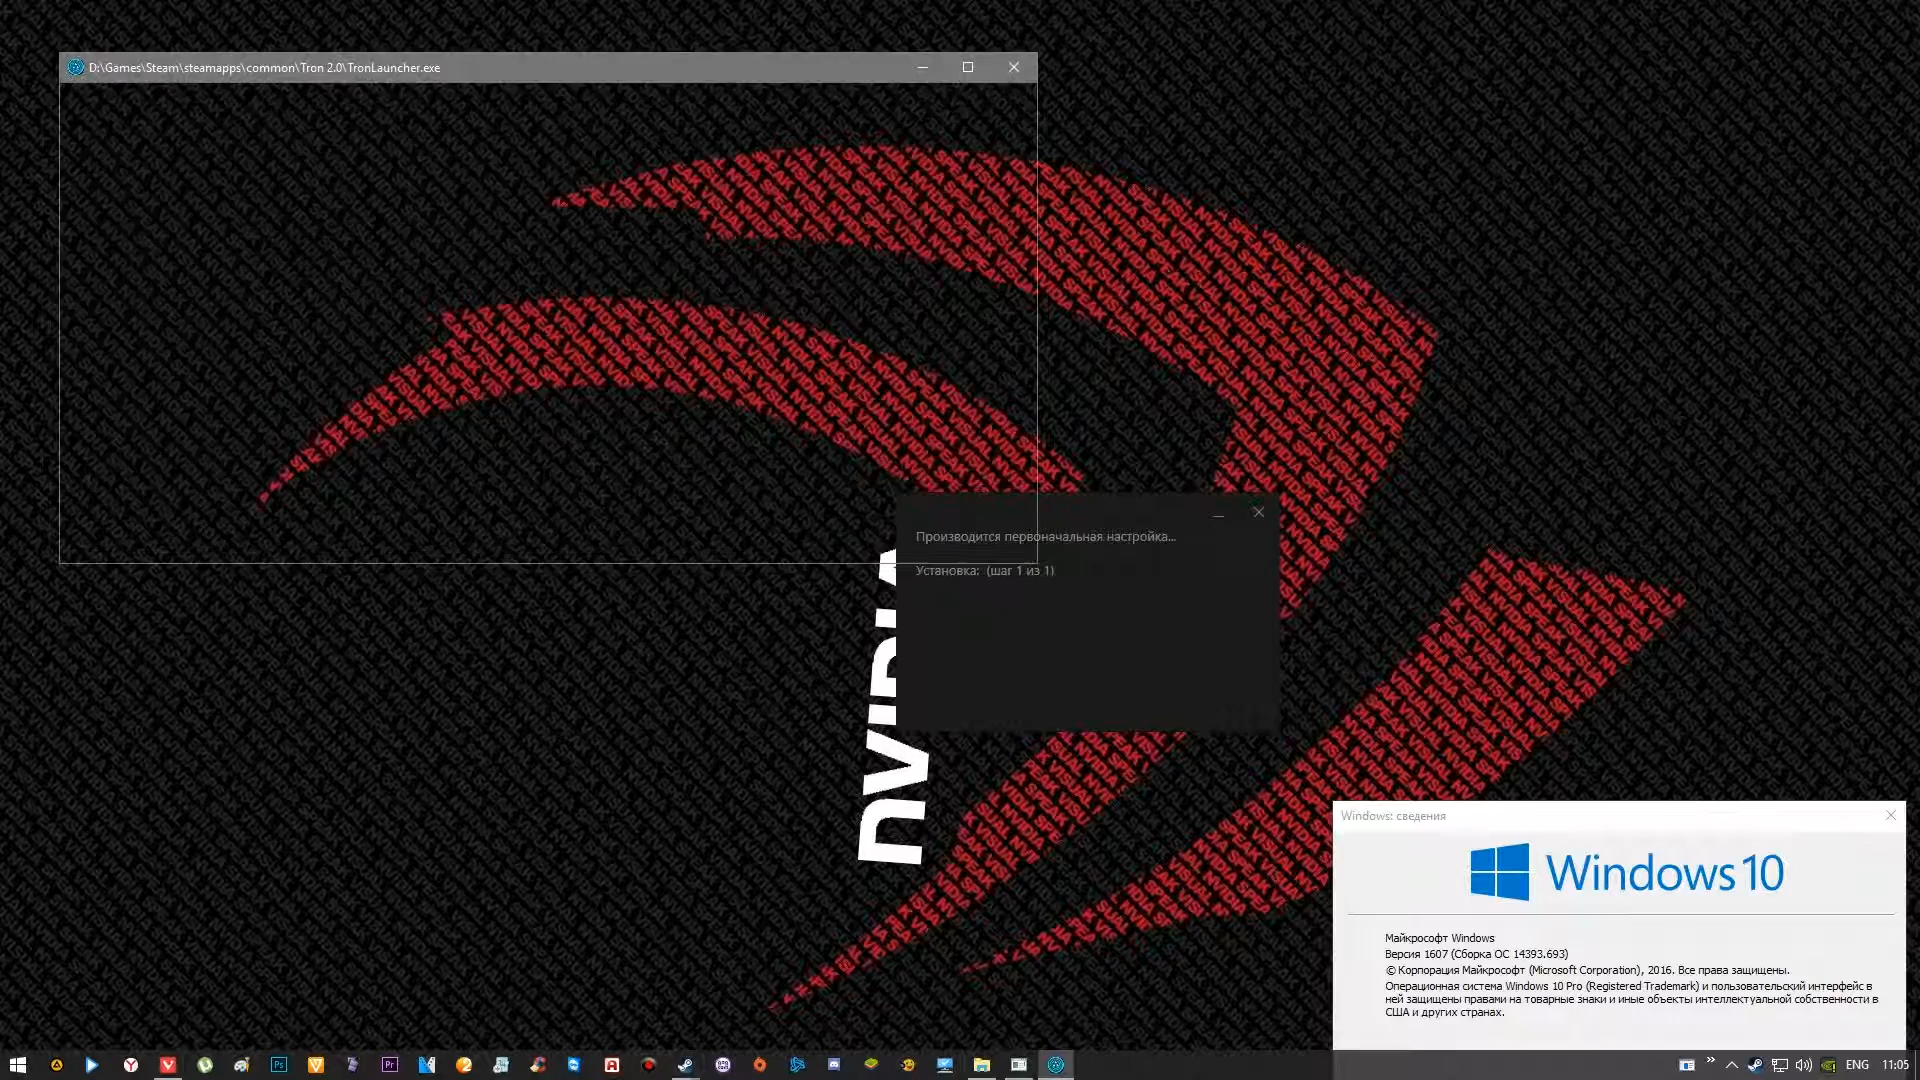 D:\Games\Steam\steamapps\common\Tron 2.0\TronLauncher.exe
Производится первоначальная настройка...
Установка: (шаг 1 из 1)
NVIDIA
Windows: сведения
Windows 10
Майкрософт Windows
Версия 1607 (Сборка ОС 14393.693)
© Корпорация Майкрософт (Microsoft Corporation), 2016. Все права защищены.
Операционная система Windows 10 Pro (Registered Trademark) и пользовательский интерфейс в
ней защищены правами на товарные знаки и иные объекты интеллектуальной собственности в
США и других странах.
Ps
Pr
ENG
11:05